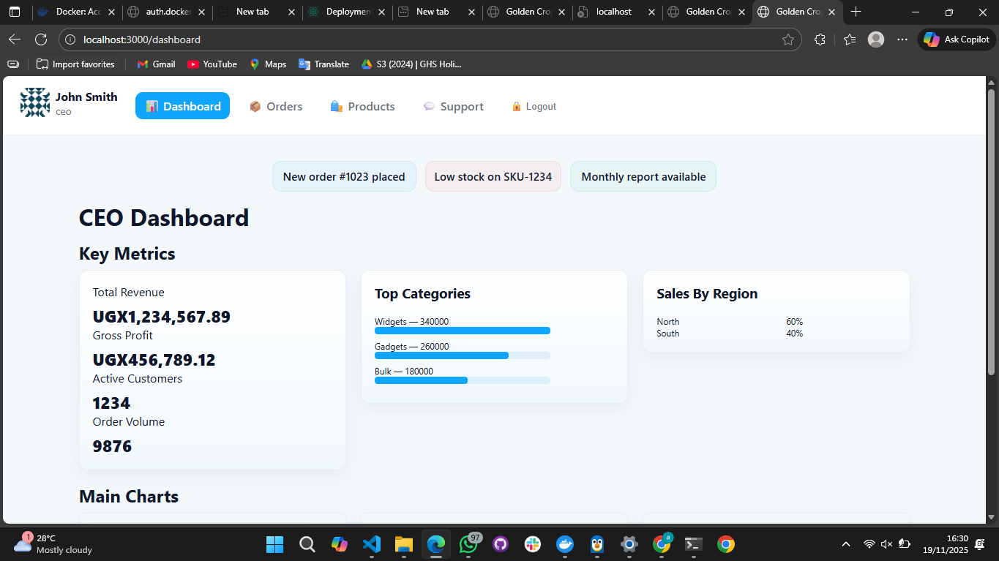 Docker: Acc
auth.docker
New tab
Deploymen
New tab
Golden Cro
localhost
Golden Cro
Golden Cro
localhost:3000/dashboard
Ask Copilot
Import favorites
Gmail
YouTube
Maps
Translate
S3 (2024) | GHS Holi...
John Smith
ceo
Dashboard
Orders
Products
Support
Logout
New order #1023 placed
Low stock on SKU-1234
Monthly report available
CEO Dashboard
Key Metrics
Total Revenue
UGX1,234,567.89
Gross Profit
UGX456,789.12
Active Customers
1234
Order Volume
9876
Top Categories
Widgets — 340000
Gadgets — 260000
Bulk — 180000
Sales By Region
North 60%
South 40%
Main Charts
1
28°C
Mostly cloudy
97
a
16:30
19/11/2025